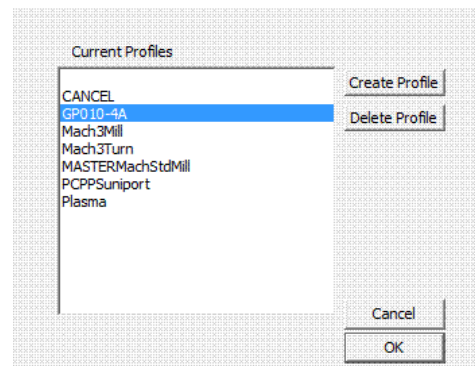 Current Profiles
Create Profile
Delete Profile
CANCEL
GP010-4A
Mach3Mill
Mach3Turn
MASTERMachStdMill
PCPPSuniport
Plasma
Cancel
OK